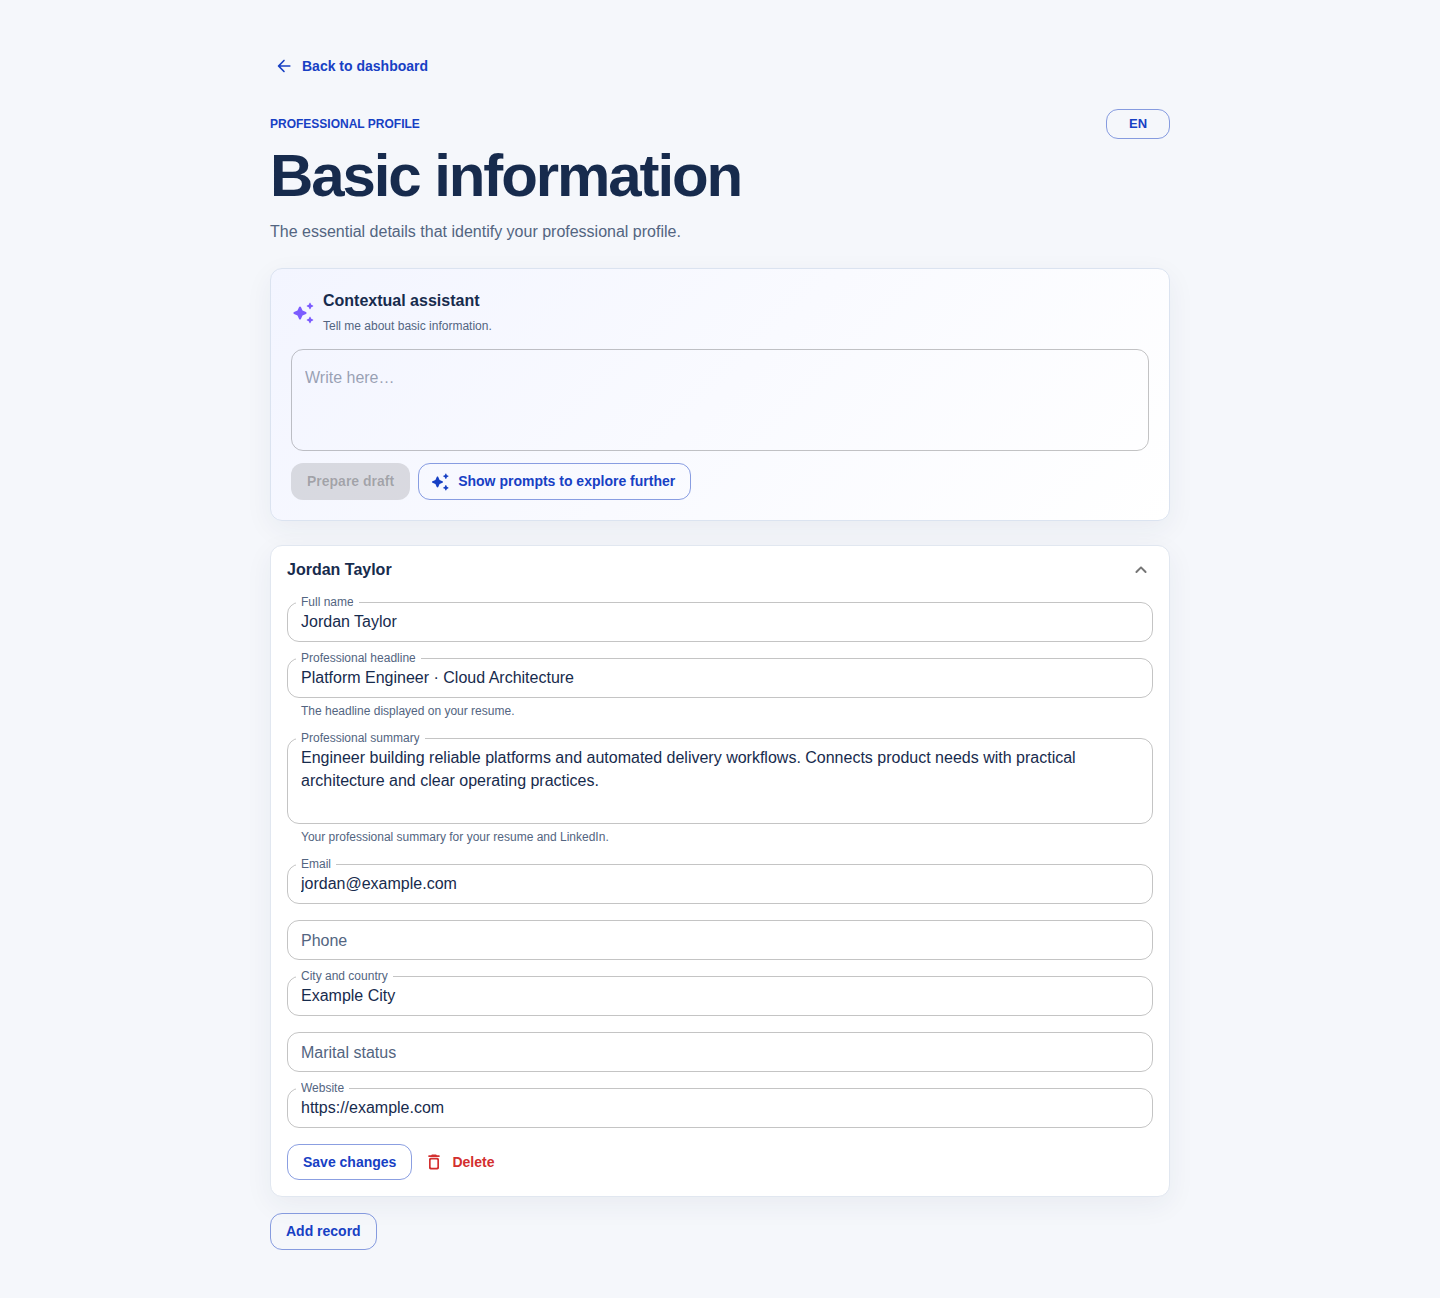 Back to dashboard
PROFESSIONAL PROFILE
EN
Basic information
The essential details that identify your professional profile.
Contextual assistant
Tell me about basic information.
Write here…
Prepare draft
Show prompts to explore further
Jordan Taylor
Full name
Jordan Taylor
Professional headline
Platform Engineer · Cloud Architecture
The headline displayed on your resume.
Professional summary
Engineer building reliable platforms and automated delivery workflows. Connects product needs with practical
architecture and clear operating practices.
Your professional summary for your resume and LinkedIn.
Email
jordan@example.com
Phone
City and country
Example City
Marital status
Website
https://example.com
Save changes
Delete
Add record